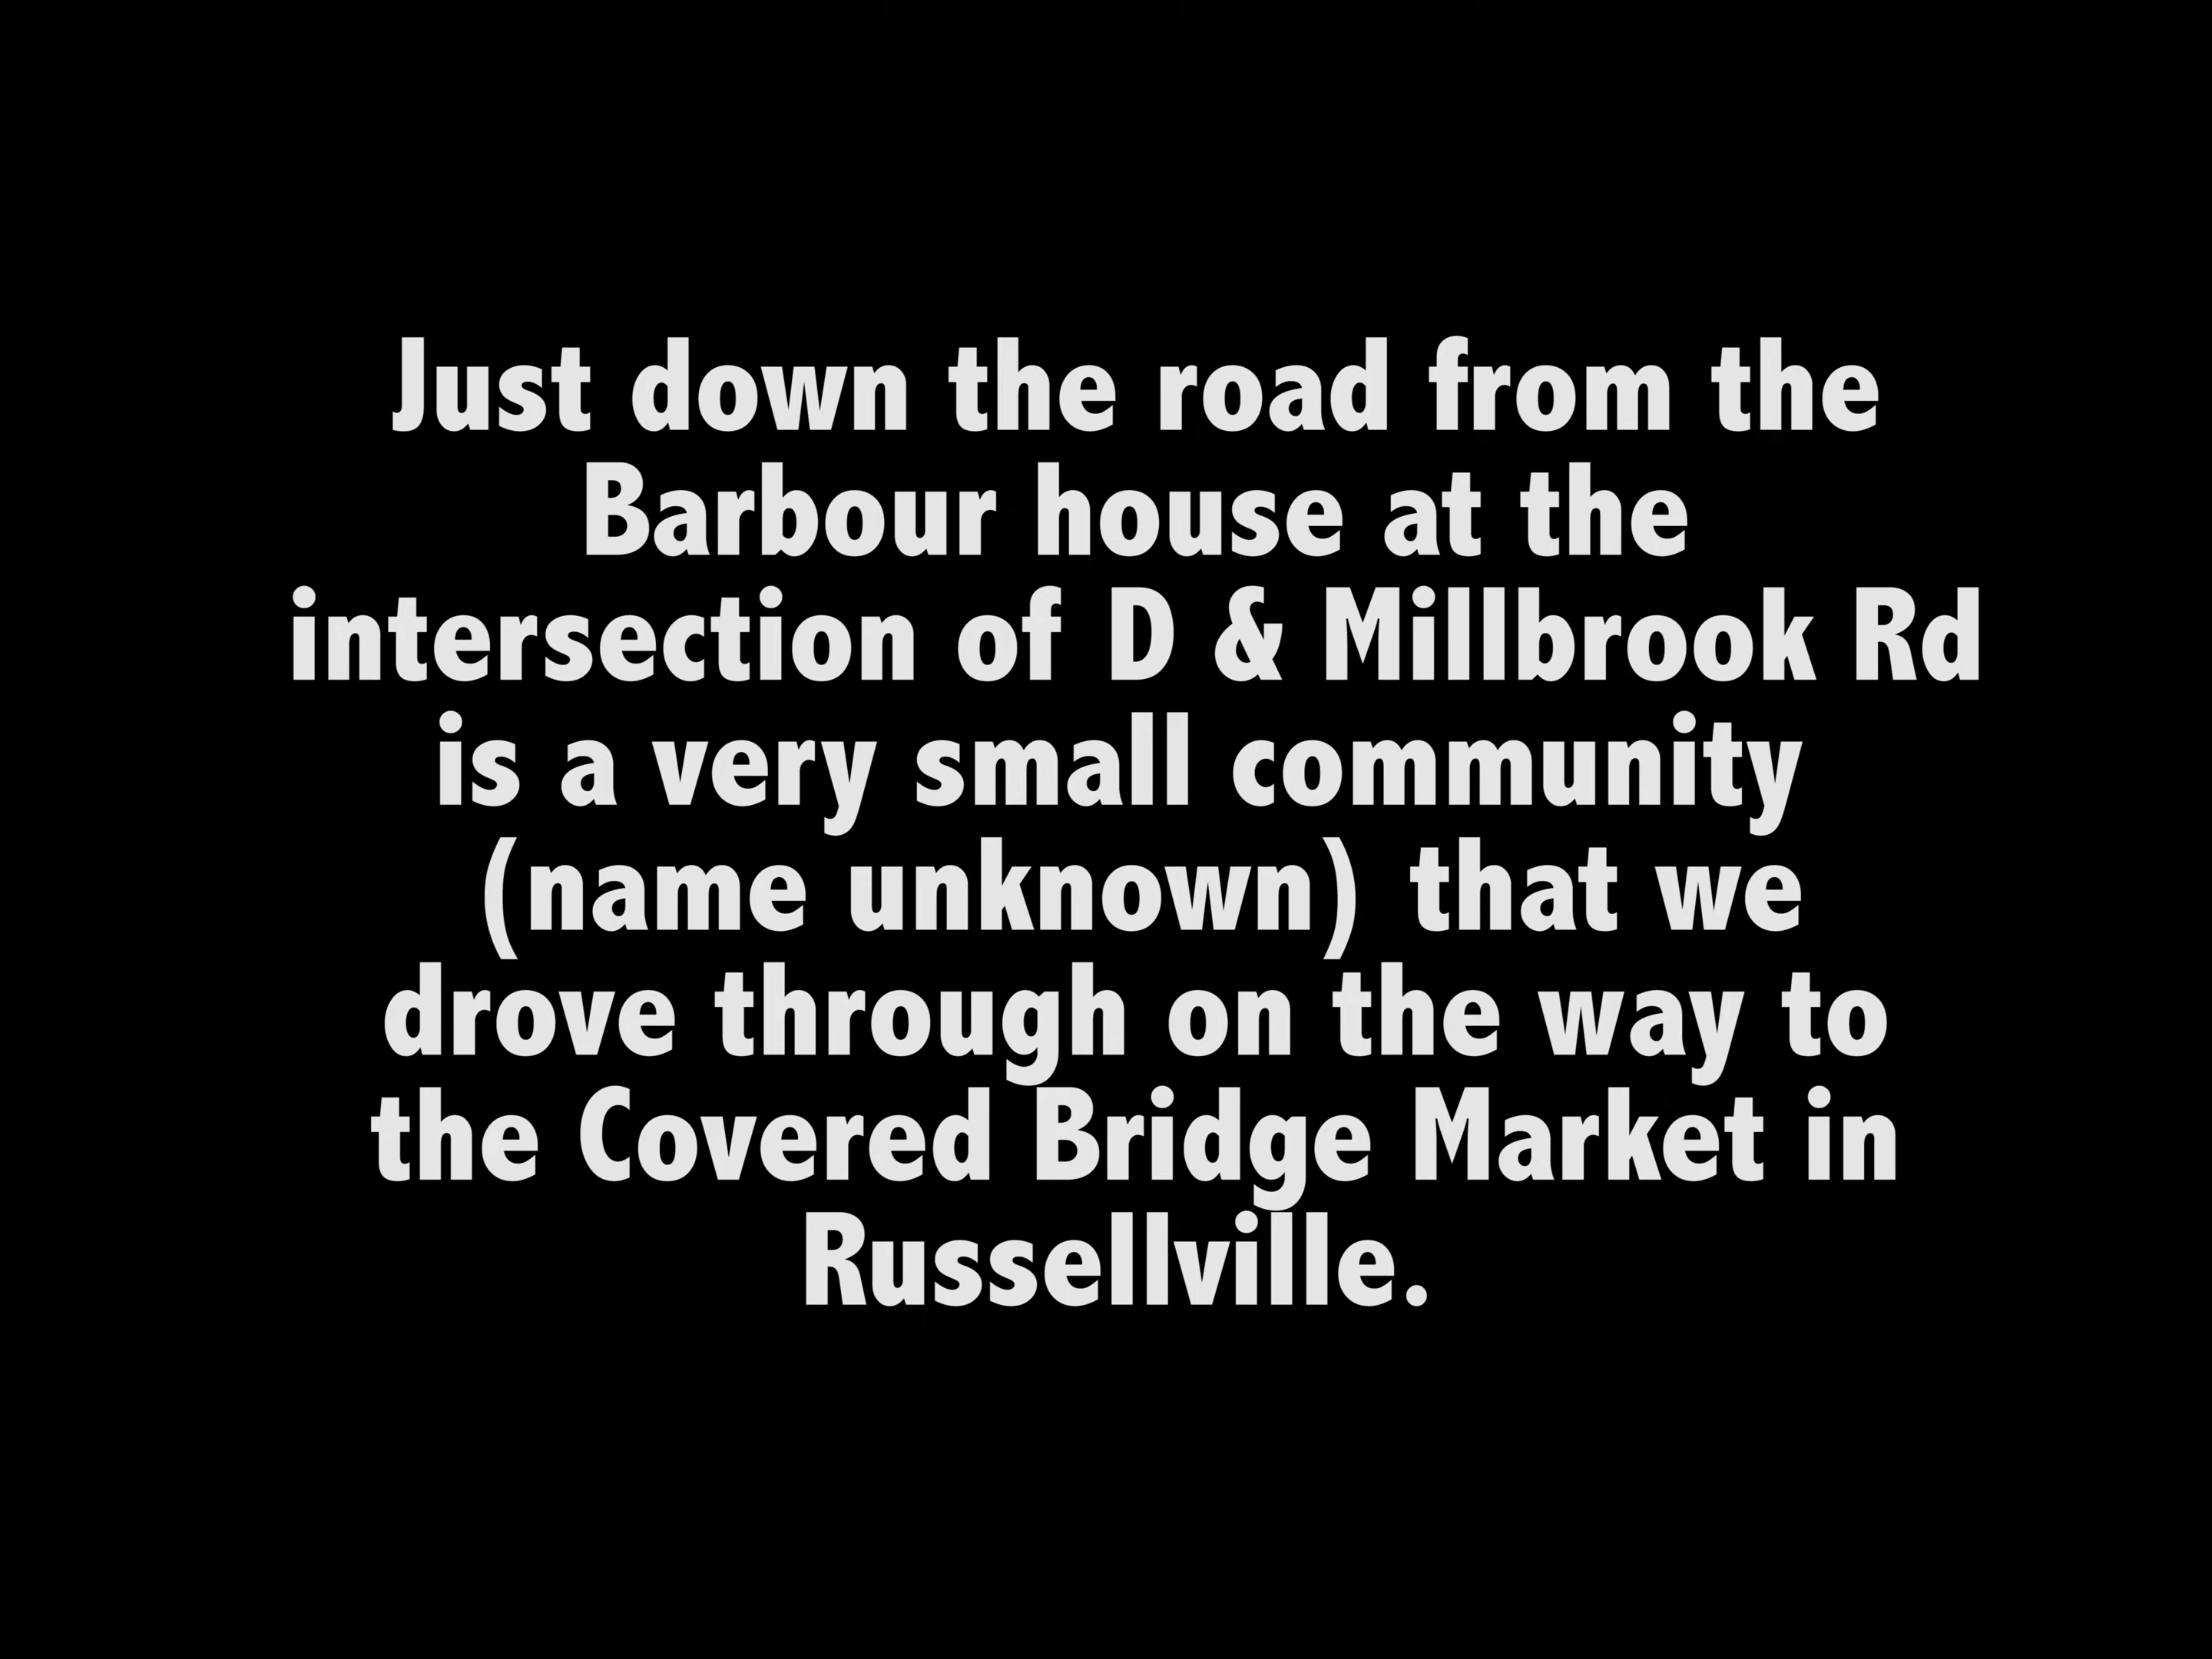 Just down the road from the
Barbour house at the
intersection of D & Millbrook Rd
is a very small community
(name unknown) that we
drove through on the way to
the Covered Bridge Market in
Russellville.